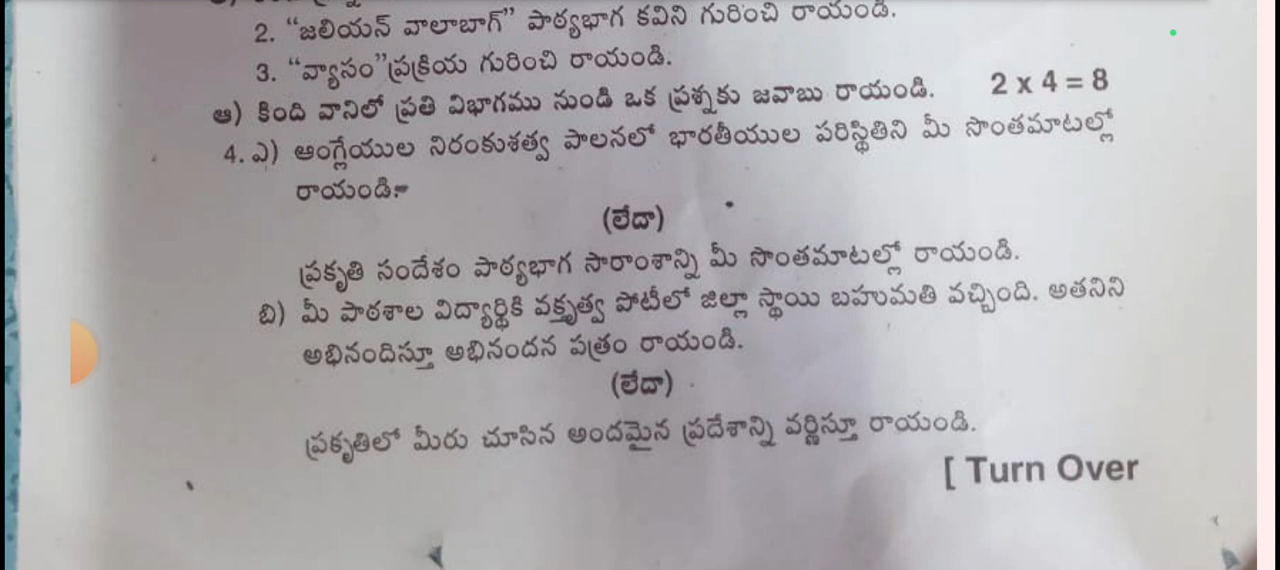 2. “జలియన్ వాలాబాగ్” పాఠ్యభాగ కవిని గురించి రాయండి.
3. “వ్యాసం”ప్రక్రియ గురించి రాయండి.
ఆ) కింది వానిలో ప్రతి విభాగము నుండి ఒక ప్రశ్నకు జవాబు రాయండి. 2 x 4 = 8
4. ఎ) ఆంగ్లేయుల నిరంకుశత్వ పాలనలో భారతీయుల పరిస్థితిని మీ సొంతమాటల్లో
రాయండి.
(లేదా)
ప్రకృతి సందేశం పాఠ్యభాగ సారాంశాన్ని మీ సొంతమాటల్లో రాయండి.
బి) మీ పాఠశాల విద్యార్థికి వక్తృత్వ పోటీలో జిల్లా స్థాయి బహుమతి వచ్చింది. అతనిని
అభినందిస్తూ అభినందన పత్రం రాయండి.
(లేదా)
ప్రకృతిలో మీరు చూసిన అందమైన ప్రదేశాన్ని వర్ణిస్తూ రాయండి.
[ Turn Over